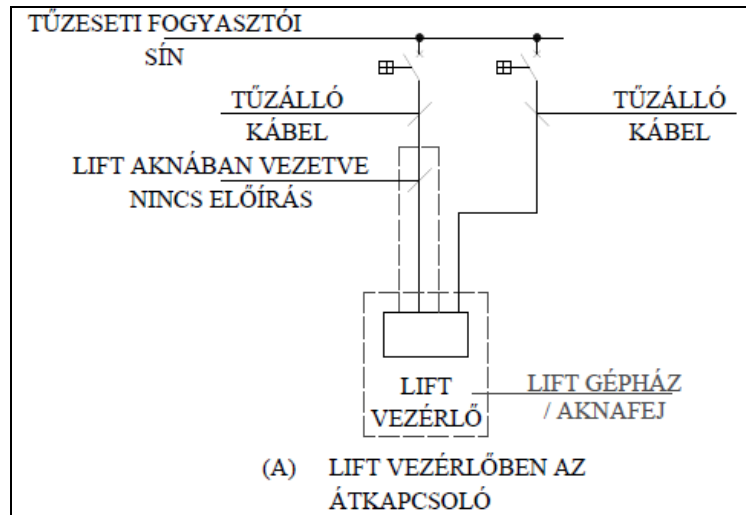 TŰZESETI FOGYASZTÓI
SÍN
TŰZÁLLÓ
KÁBEL
TŰZÁLLÓ
KÁBEL
LIFT AKNÁBAN VEZETVE
NINCS ELŐÍRÁS
LIFT
VEZÉRLŐ
LIFT GÉPHÁZ
/ AKNAFEJ
(A) LIFT VEZÉRLŐBEN AZ
ÁTKAPCSOLÓ